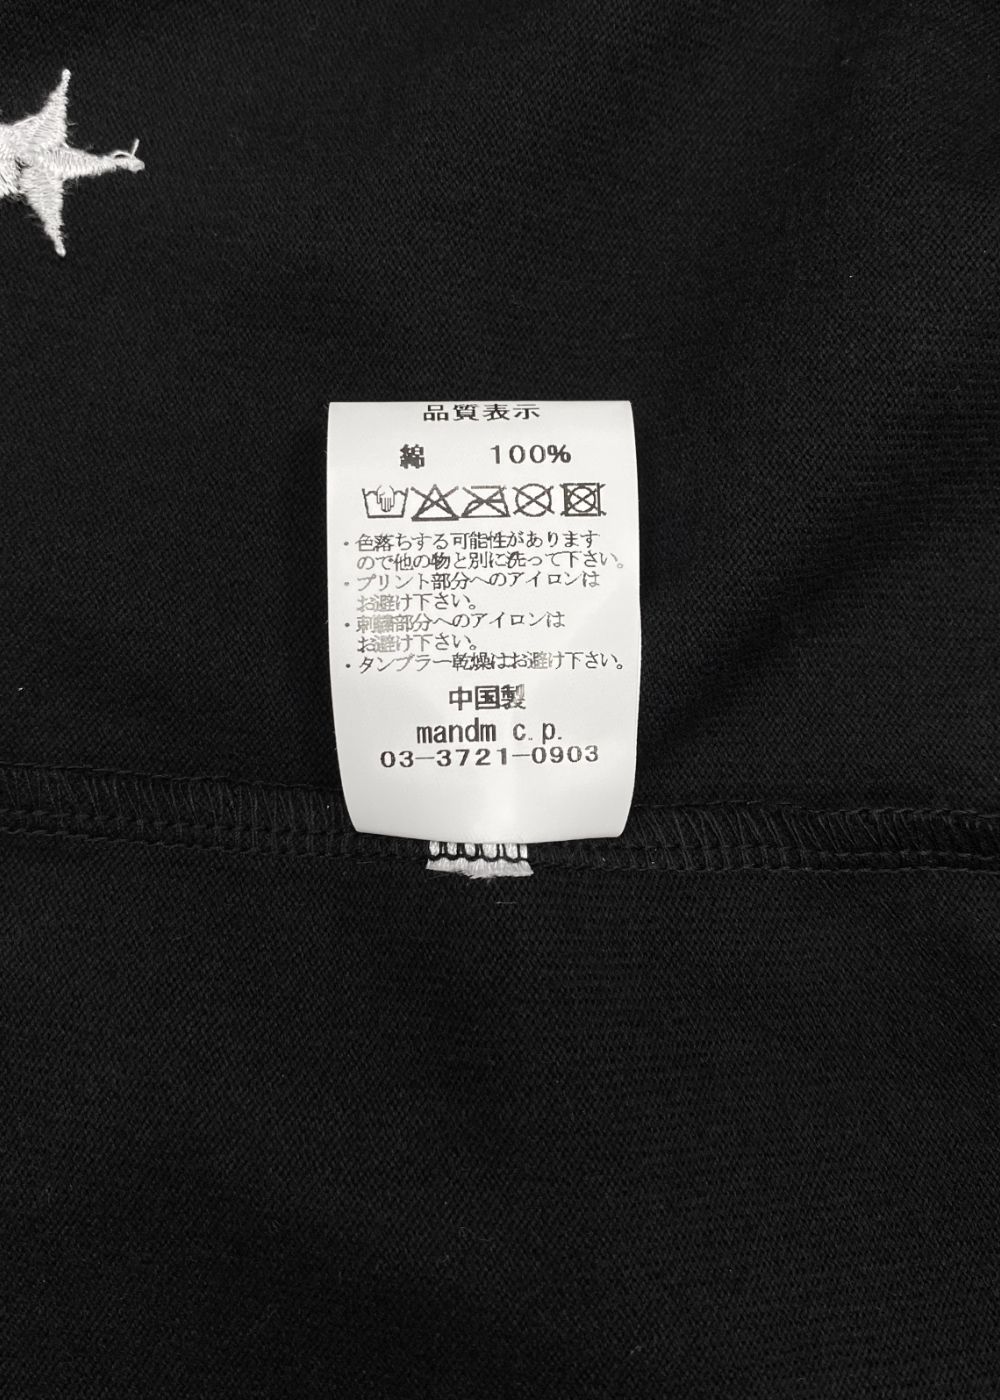 品質表示
綿 100%
・色落ちする可能性があります
ので他の物と別に洗って下さい。
・プリント部分へのアイロンは
お避け下さい。
・刺繍部分へのアイロンは
お避け下さい。
・タンブラー乾燥はお避け下さい。
中国製
mandm c.p.
03-3721-0903